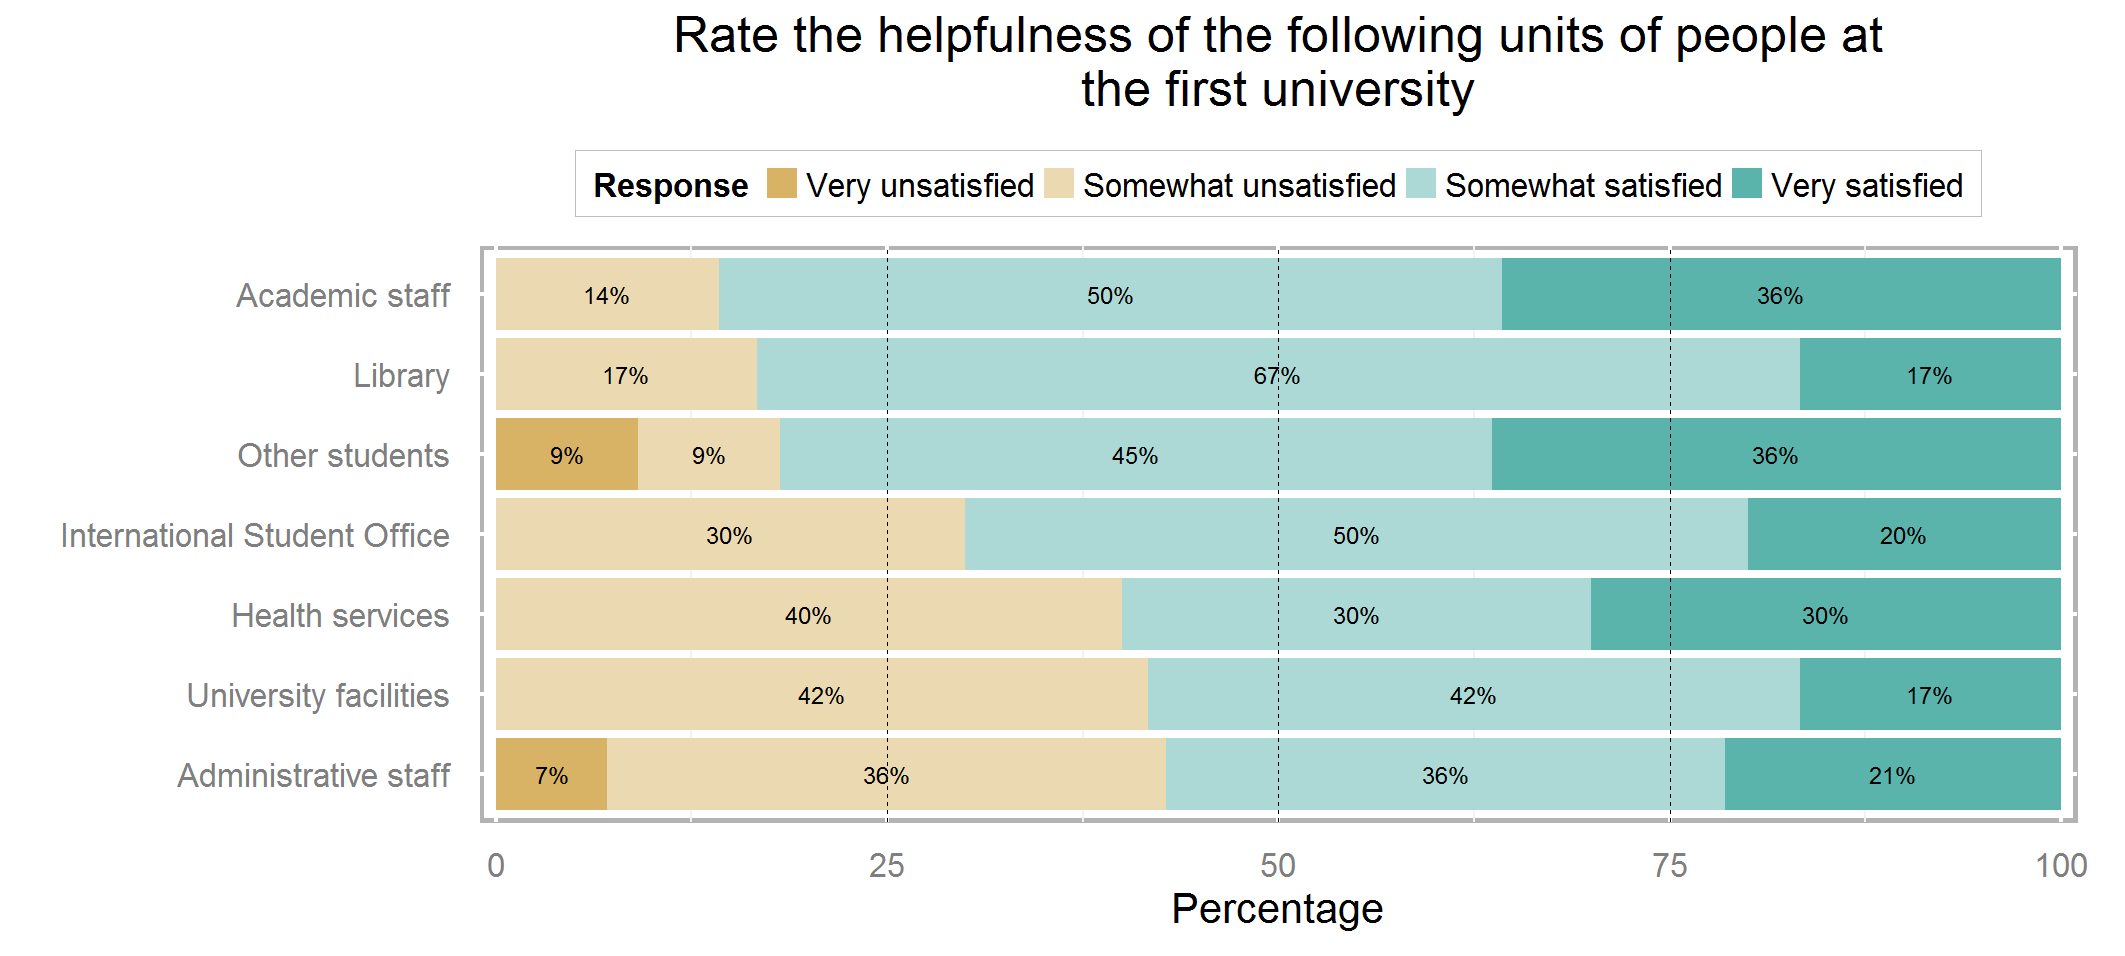 Rate the helpfulness of the following units of people at
the first university
Response Very unsatisfied Somewhat unsatisfied Somewhat satisfied Very satisfied
Academic staff 14% 50% 36%
Library 17% 67% 17%
Other students 9% 9% 45% 36%
International Student Office 30% 50% 20%
Health services 40% 30% 30%
University facilities 42% 42% 17%
Administrative staff 7% 36% 36% 21%
0 25 50 75 100
Percentage